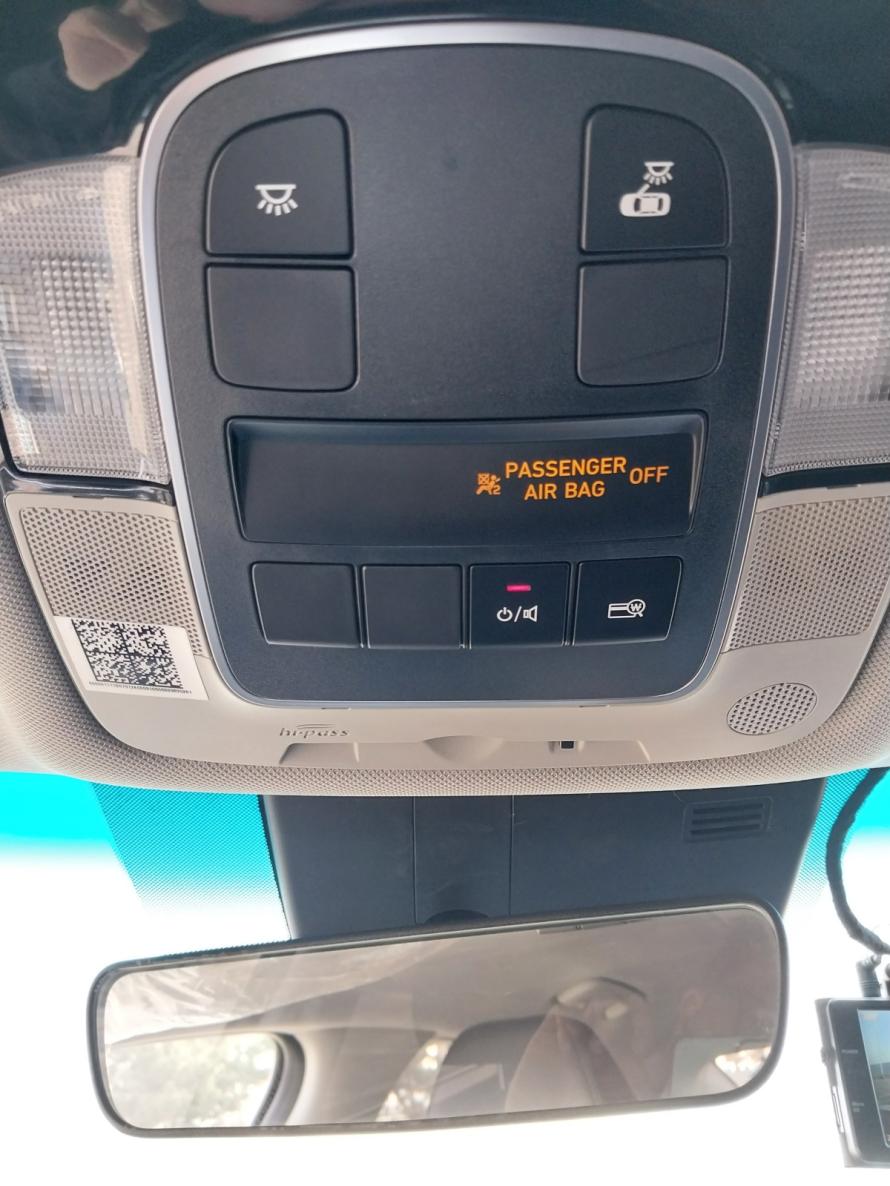 PASSENGER
AIR BAG
OFF
W
hi-pass